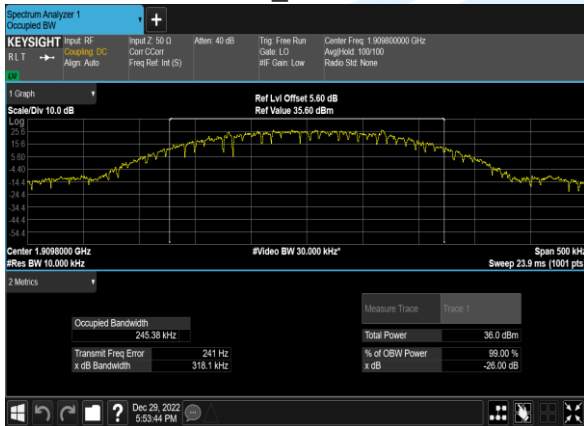 Spectrum Analyzer 1
Occupied BW
KEYSIGHT Input: RF Input Z: 50 Ω Atten: 40 dB Trig: Free Run Center Freq: 1.909800000 GHz
RLT Coupling: DC Corr CCorr Gate: LO Avg|Hold: 100/100
Align: Auto Freq Ref: Int (S) #IF Gain: Low Radio Std: None
1 Graph
Ref Lvl Offset 5.60 dB
Scale/Div 10.0 dB Ref Value 35.60 dBm
Log
25.6
15.6
5.60
-4.40
-14.4
-24.4
-34.4
-44.4
-54.4
Center 1.9098000 GHz #Video BW 30.000 kHz* Span 500 kHz
#Res BW 10.000 kHz Sweep 23.9 ms (1001 pts
2 Metrics
Measure Trace Trace 1
Occupied Bandwidth
245.38 kHz Total Power 36.0 dBm
Transmit Freq Error 241 Hz % of OBW Power 99.00 %
x dB Bandwidth 318.1 kHz x dB -26.00 dB
?
Dec 29, 2022
5:53:44 PM